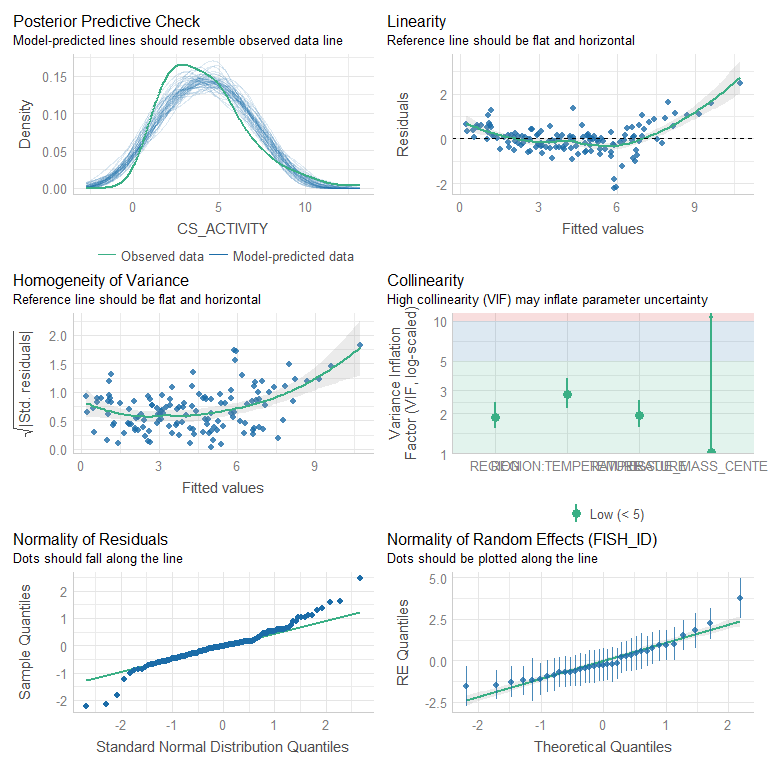 Posterior Predictive Check
Model-predicted lines should resemble observed data line
Density
0.15
0.10
0.05
0.00
0
5
10
CS_ACTIVITY
Observed data
Model-predicted data
Linearity
Reference line should be flat and horizontal
Residuals
2
0
-2
0
3
6
9
Fitted values
Homogeneity of Variance
Reference line should be flat and horizontal
√|Std. residuals|
2.0
1.5
1.0
0.5
0.0
0
3
6
9
Fitted values
Collinearity
High collinearity (VIF) may inflate parameter uncertainty
Variance Inflation
Factor (VIF, log-scaled)
10
5
3
2
1
Low (< 5)
Normality of Residuals
Dots should fall along the line
Sample Quantiles
2
1
0
-1
-2
-2
-1
0
1
2
Standard Normal Distribution Quantiles
Normality of Random Effects (FISH_ID)
Dots should be plotted along the line
RE Quantiles
5.0
2.5
0.0
-2.5
-2
-1
0
1
2
Theoretical Quantiles